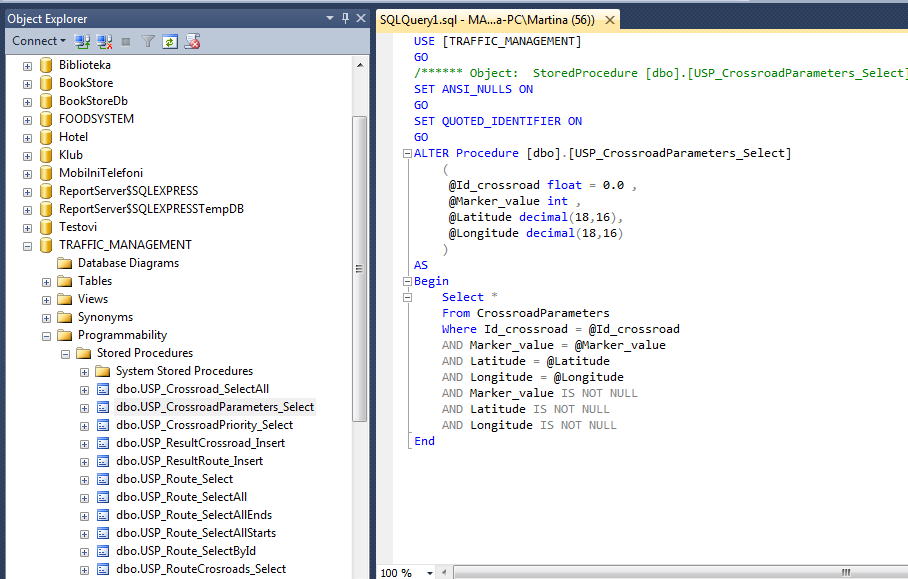 Object Explorer
Connect
Biblioteka
BookStore
BookStoreDb
FOODSYSTEM
Hotel
Klub
MobilniTelefoni
ReportServer$SQLEXPRESS
ReportServer$SQLEXPRESSTempDB
Testovi
TRAFFIC_MANAGEMENT
Database Diagrams
Tables
Views
Synonyms
Programmability
Stored Procedures
System Stored Procedures
dbo.USP_Crossroad_SelectAll
dbo.USP_CrossroadParameters_Select
dbo.USP_CrossroadPriority_Select
dbo.USP_ResultCrossroad_Insert
dbo.USP_ResultRoute_Insert
dbo.USP_Route_Select
dbo.USP_Route_SelectAll
dbo.USP_Route_SelectAllEnds
dbo.USP_Route_SelectAllStarts
dbo.USP_Route_SelectById
dbo.USP_RouteCrosroads_Select
SQLQuery1.sql - MA...a-PC\Martina (56))
USE [TRAFFIC_MANAGEMENT]
GO
/****** Object:  StoredProcedure [dbo].[USP_CrossroadParameters_Select]
SET ANSI_NULLS ON
GO
SET QUOTED_IDENTIFIER ON
GO
ALTER Procedure [dbo].[USP_CrossroadParameters_Select]
(
@Id_crossroad float = 0.0 ,
@Marker_value int ,
@Latitude decimal(18,16),
@Longitude decimal(18,16)
)
AS
Begin
Select *
From CrossroadParameters
Where Id_crossroad = @Id_crossroad
AND Marker_value = @Marker_value
AND Latitude = @Latitude
AND Longitude = @Longitude
AND Marker_value IS NOT NULL
AND Latitude IS NOT NULL
AND Longitude IS NOT NULL
End
100 %